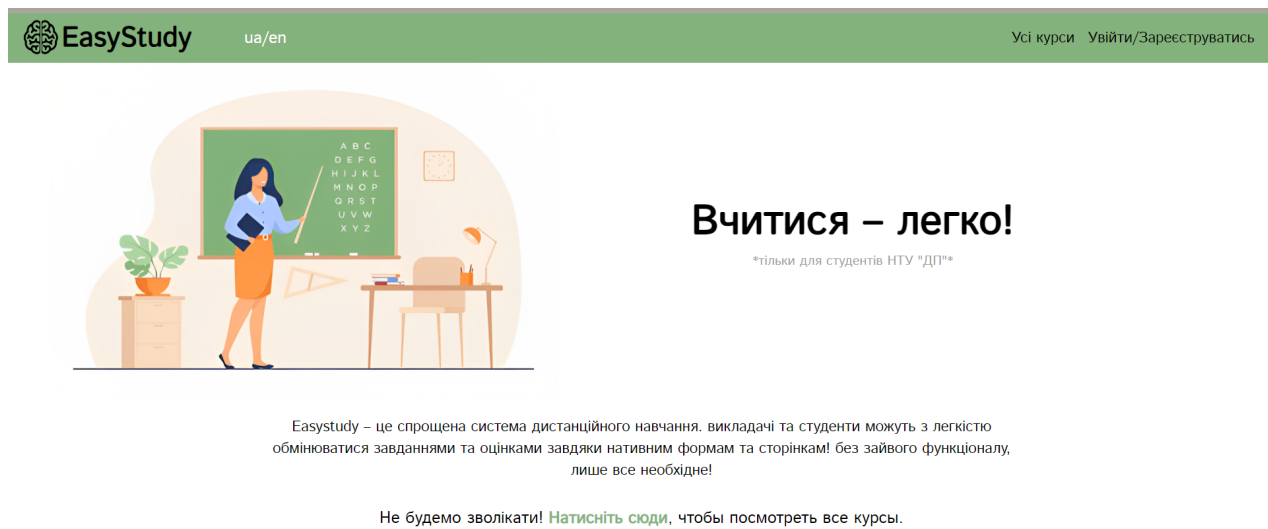 EasyStudy
ua/en
Усі курси
Увійти/Зареєструватись
A B C
D E F G
H I J K L
M N O P
Q R S T
U V W
X Y Z
Вчитися – легко!
*тільки для студентів НТУ "ДП"*
Easystudy – це спрощена система дистанційного навчання. викладачі та студенти можуть з легкістю
обмінюватися завданнями та оцінками завдяки нативним формам та сторінкам! без зайвого функціоналу,
лише все необхідне!
Не будемо зволікати! Натисніть сюди, чтобы посмотреть все курсы.